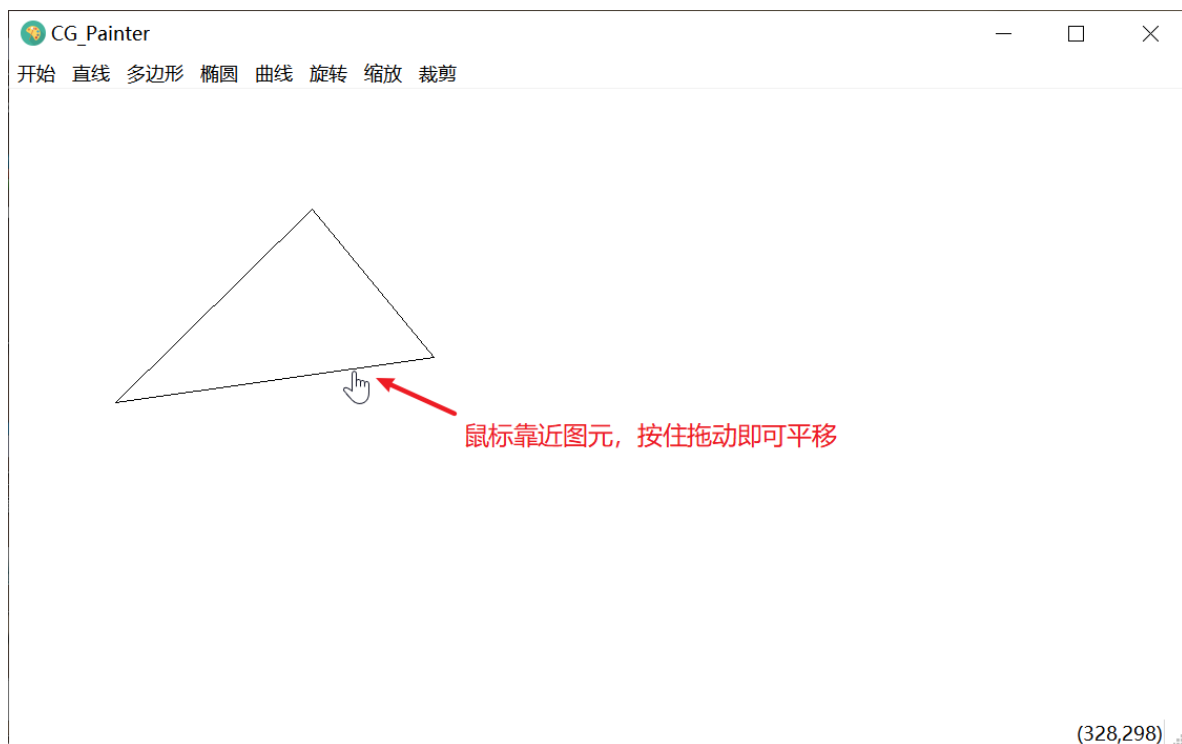 CG_Painter
开始 直线 多边形 椭圆 曲线 旋转 缩放 裁剪
鼠标靠近图元，按住拖动即可平移
(328,298)